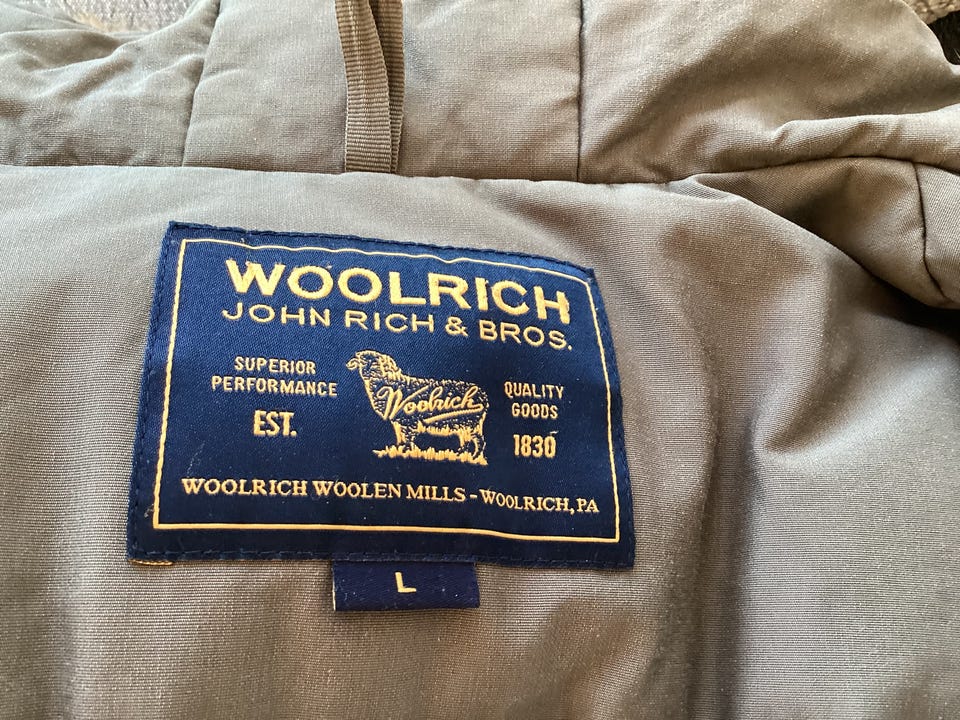 WOOLRICH
JOHN RICH & BROS.
SUPERIOR
PERFORMANCE
EST.
Woolrich
QUALITY
GOODS
1830
WOOLRICH WOOLEN MILLS - WOOLRICH, PA
L